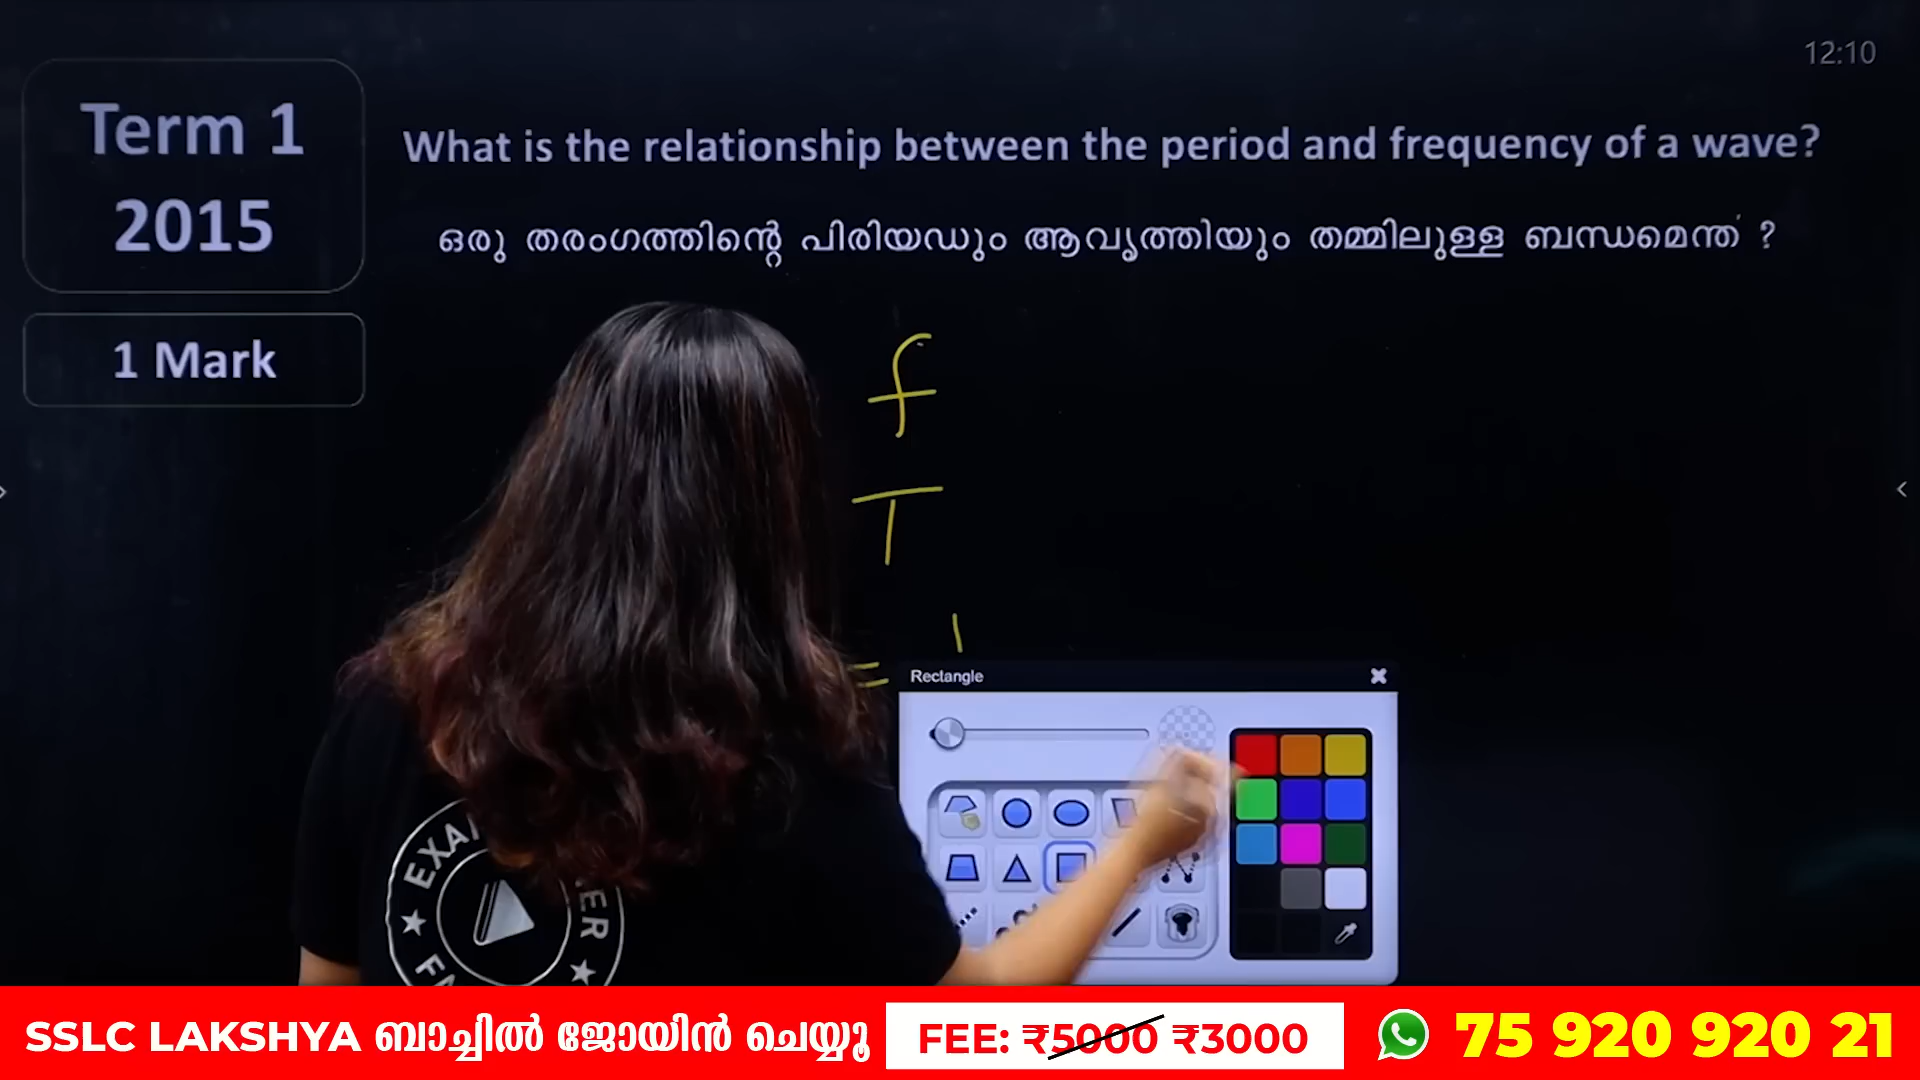 12:10
Term 1
2015
1 Mark
What is the relationship between the period and frequency of a wave?
ഒരു തരംഗത്തിന്റെ പിരിയഡും ആവൃത്തിയും തമ്മിലുള്ള ബന്ധമെന്ത് ?
f
T
=
1
Rectangle
SSLC LAKSHYA ബാച്ചിൽ ജോയിൻ ചെയ്യൂ
FEE: ₹5000 ₹3000
75 920 920 21